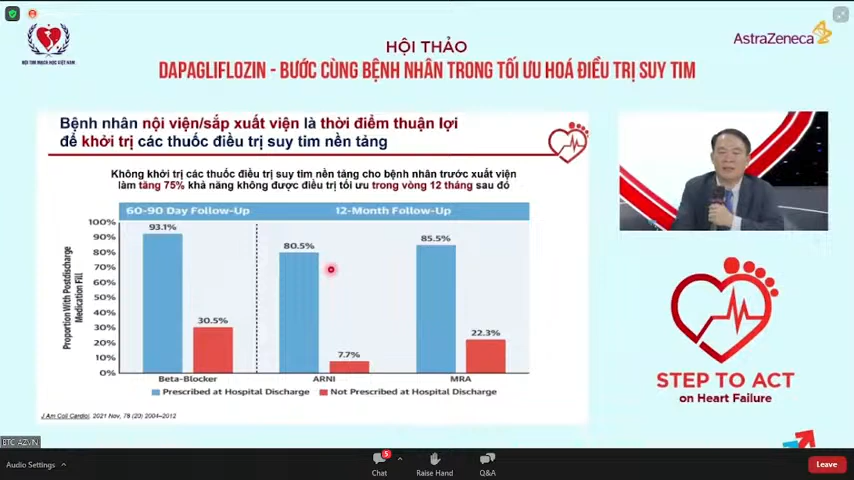 HỘI TIM MẠCH HỌC VIỆT NAM
HỘI THẢO
DAPAGLIFLOZIN - BƯỚC CÙNG BỆNH NHÂN TRONG TỐI ƯU HOÁ ĐIỀU TRỊ SUY TIM
AstraZeneca
Bệnh nhân nội viện/sắp xuất viện là thời điểm thuận lợi
để khởi trị các thuốc điều trị suy tim nền tảng
Không khởi trị các thuốc điều trị suy tim nền tảng cho bệnh nhân trước xuất viện
làm tăng 75% khả năng không được điều trị tối ưu trong vòng 12 tháng sau đó
60-90 Day Follow-Up
12-Month Follow-Up
Proportion With Postdischarge
Medication Fill
100%
90%
80%
70%
60%
50%
40%
30%
20%
10%
0%
93.1%
30.5%
80.5%
7.7%
85.5%
22.3%
Beta-Blocker
ARNI
MRA
Prescribed at Hospital Discharge
Not Prescribed at Hospital Discharge
J Am Coll Cardiol, 2021 Nov, 78 (20) 2004–2012
STEP TO ACT
on Heart Failure
BTC AZVN
Audio Settings
5
Chat
Raise Hand
Q&A
Leave